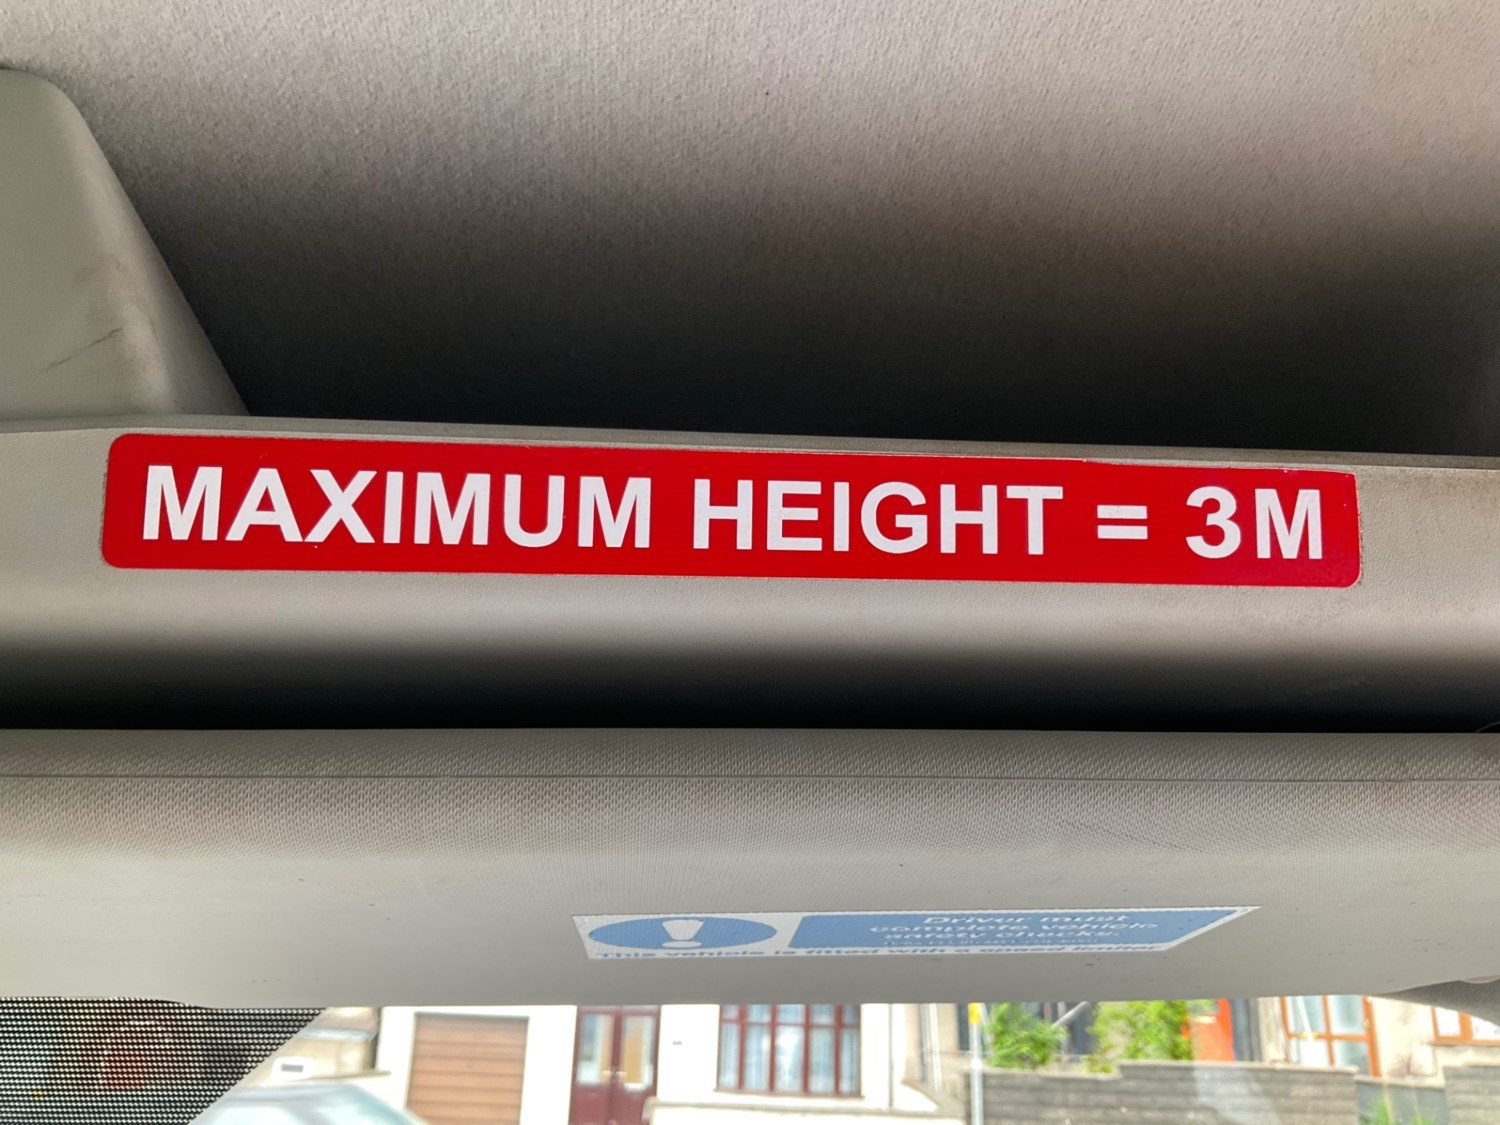 MAXIMUM HEIGHT = 3M
Driver must
complete vehicle
safety checks.
This vehicle is fitted with a speed limiter